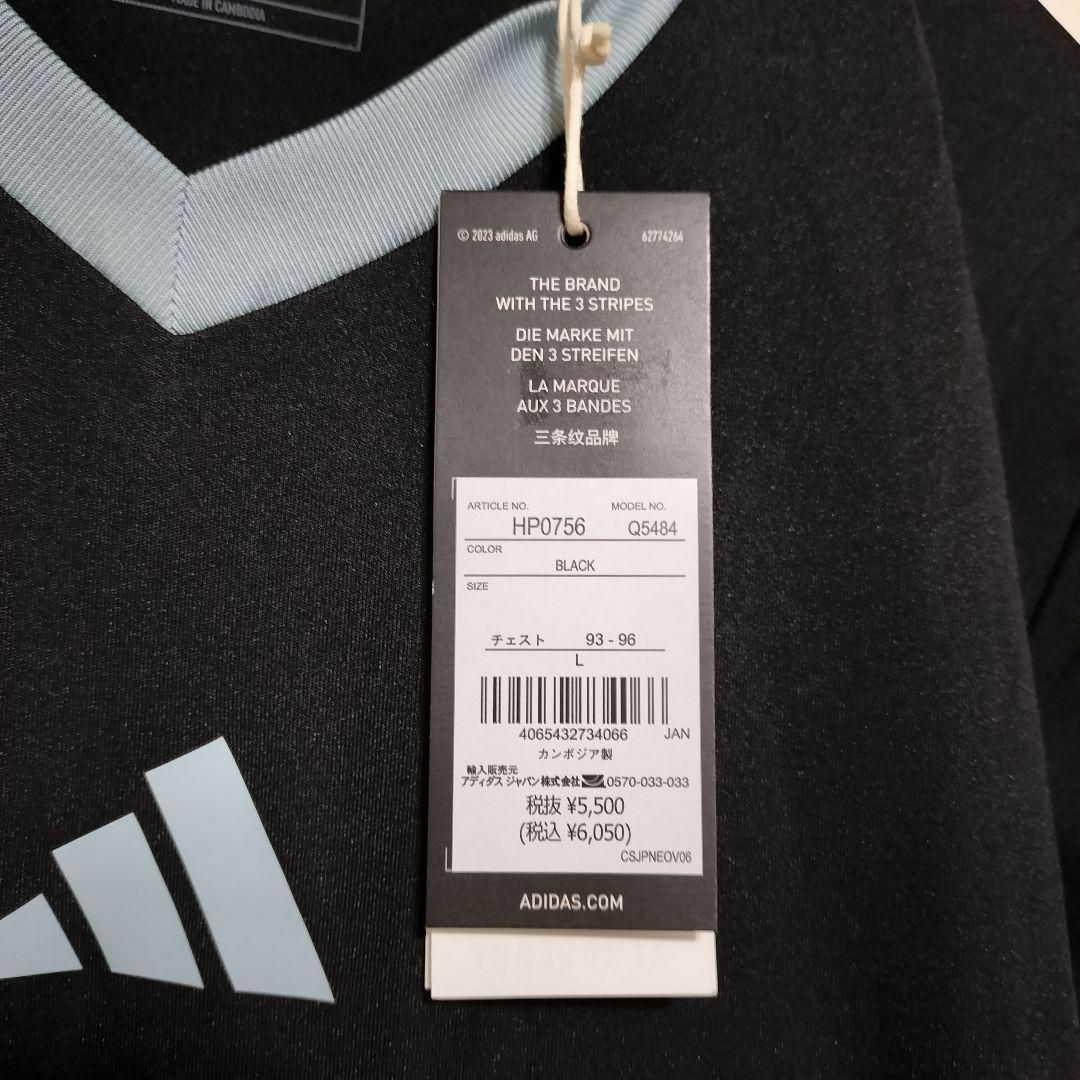 MADE IN CAMBODIA
© 2023 adidas AG 62774264
THE BRAND
WITH THE 3 STRIPES
DIE MARKE MIT
DEN 3 STREIFEN
LA MARQUE
AUX 3 BANDES
三条纹品牌
ARTICLE NO. MODEL NO.
HP0756 Q5484
COLOR
BLACK
SIZE
チェスト 93 - 96
L
4065432734066 JAN
カンボジア製
輸入販売元
アディダス ジャパン株式会社 0570-033-033
税抜 ¥5,500
(税込 ¥6,050)
CSJPNEOV06
ADIDAS.COM